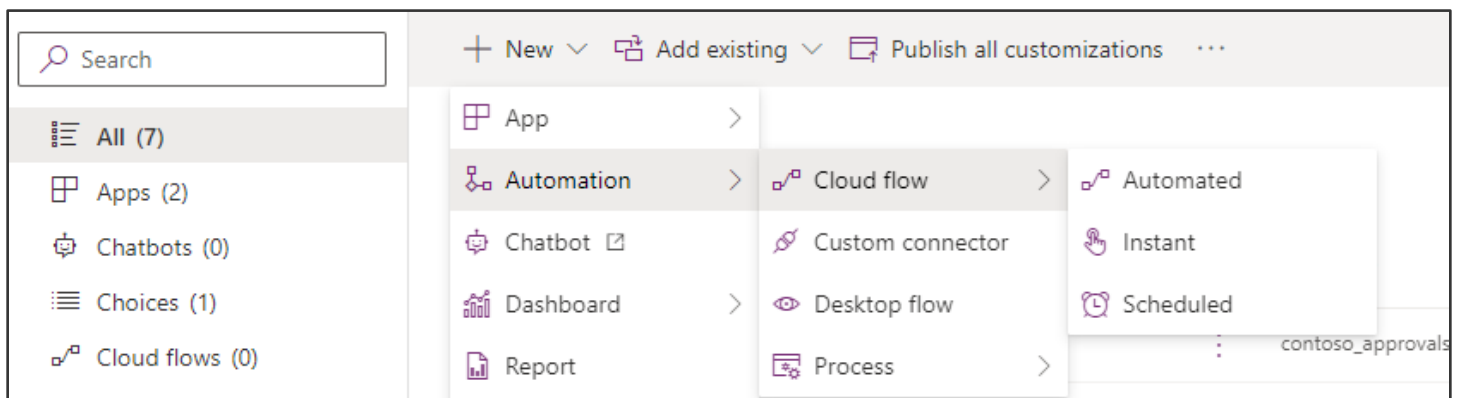 Search
All (7)
Apps (2)
Chatbots (0)
Choices (1)
Cloud flows (0)
New
Add existing
Publish all customizations
App
Automation
Chatbot
Dashboard
Report
Cloud flow
Custom connector
Desktop flow
Process
Automated
Instant
Scheduled
contoso_approvals